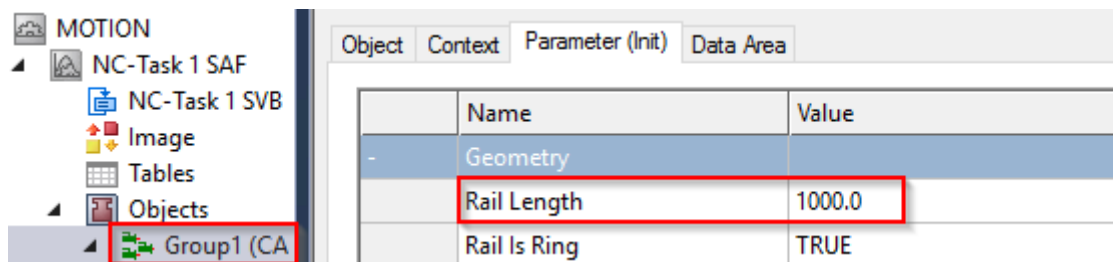 MOTION
NC-Task 1 SAF
NC-Task 1 SVB
Image
Tables
Objects
Group1 (CA
Object Context Parameter (Init) Data Area
Name Value
- Geometry
Rail Length 1000.0
Rail Is Ring TRUE